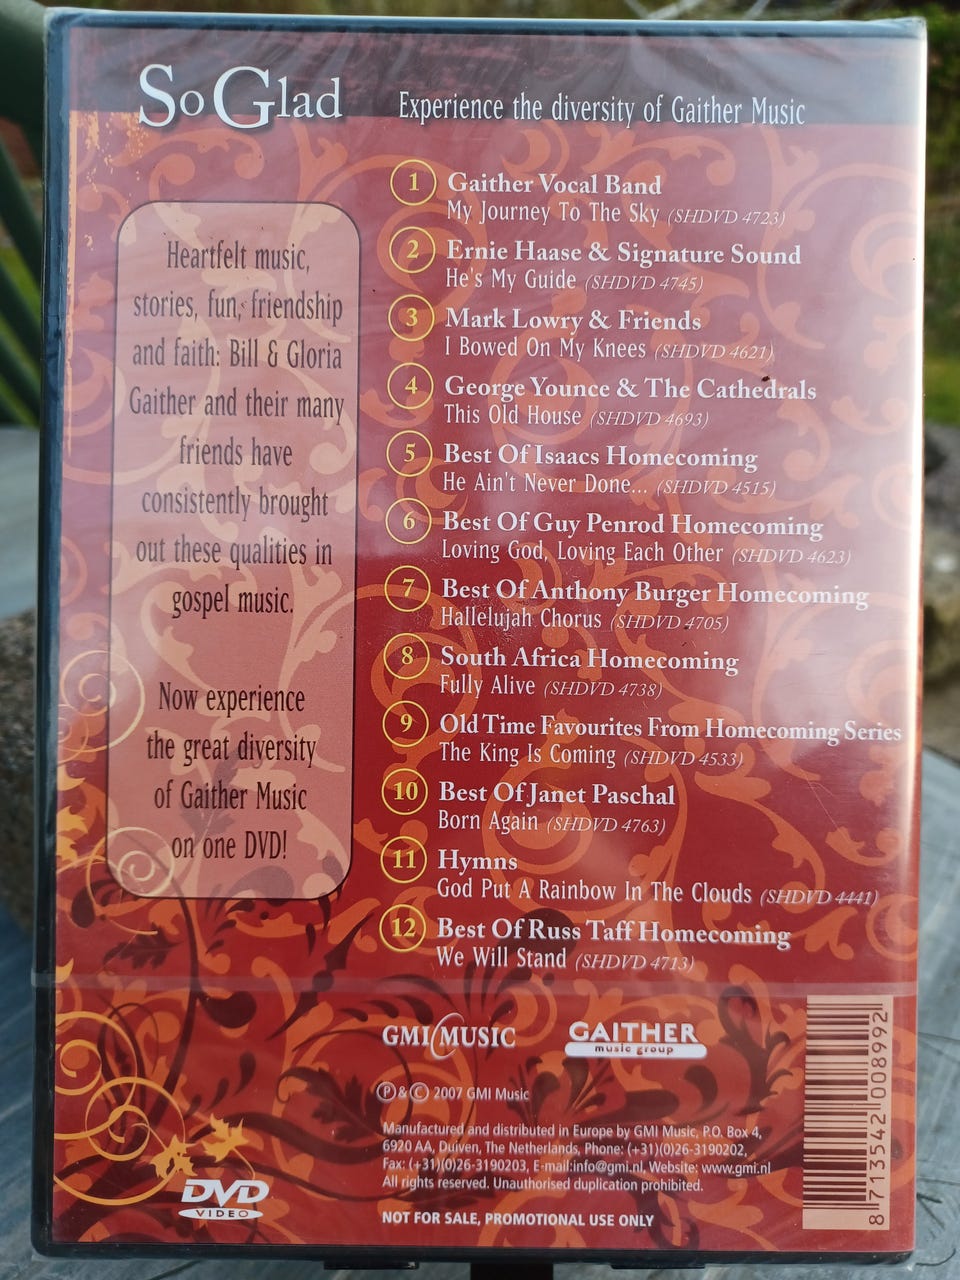 So Glad
Experience the diversity of Gaither Music
Heartfelt music,
stories, fun, friendship
and faith: Bill & Gloria
Gaither and their many
friends have
consistently brought
out these qualities in
gospel music.
Now experience
the great diversity
of Gaither Music
on one DVD!
1 Gaither Vocal Band
My Journey To The Sky (SHDVD 4723)
2 Ernie Haase & Signature Sound
He's My Guide (SHDVD 4745)
3 Mark Lowry & Friends
I Bowed On My Knees (SHDVD 4621)
4 George Younce & The Cathedrals
This Old House (SHDVD 4693)
5 Best Of Isaacs Homecoming
He Ain't Never Done... (SHDVD 4515)
6 Best Of Guy Penrod Homecoming
Loving God, Loving Each Other (SHDVD 4623)
7 Best Of Anthony Burger Homecoming
Hallelujah Chorus (SHDVD 4705)
8 South Africa Homecoming
Fully Alive (SHDVD 4738)
9 Old Time Favourites From Homecoming Series
The King Is Coming (SHDVD 4533)
10 Best Of Janet Paschal
Born Again (SHDVD 4763)
11 Hymns
God Put A Rainbow In The Clouds (SHDVD 4441)
12 Best Of Russ Taff Homecoming
We Will Stand (SHDVD 4713)
GMI MUSIC
GAITHER
music group
℗ & © 2007 GMI Music
Manufactured and distributed in Europe by GMI Music, P.O. Box 4,
6920 AA, Duiven, The Netherlands, Phone: (+31)(0)26-3190202,
Fax: (+31)(0)26-3190203, E-mail:info@gmi.nl, Website: www.gmi.nl
All rights reserved. Unauthorised duplication prohibited.
NOT FOR SALE, PROMOTIONAL USE ONLY
DVD
VIDEO
8 713542 008992